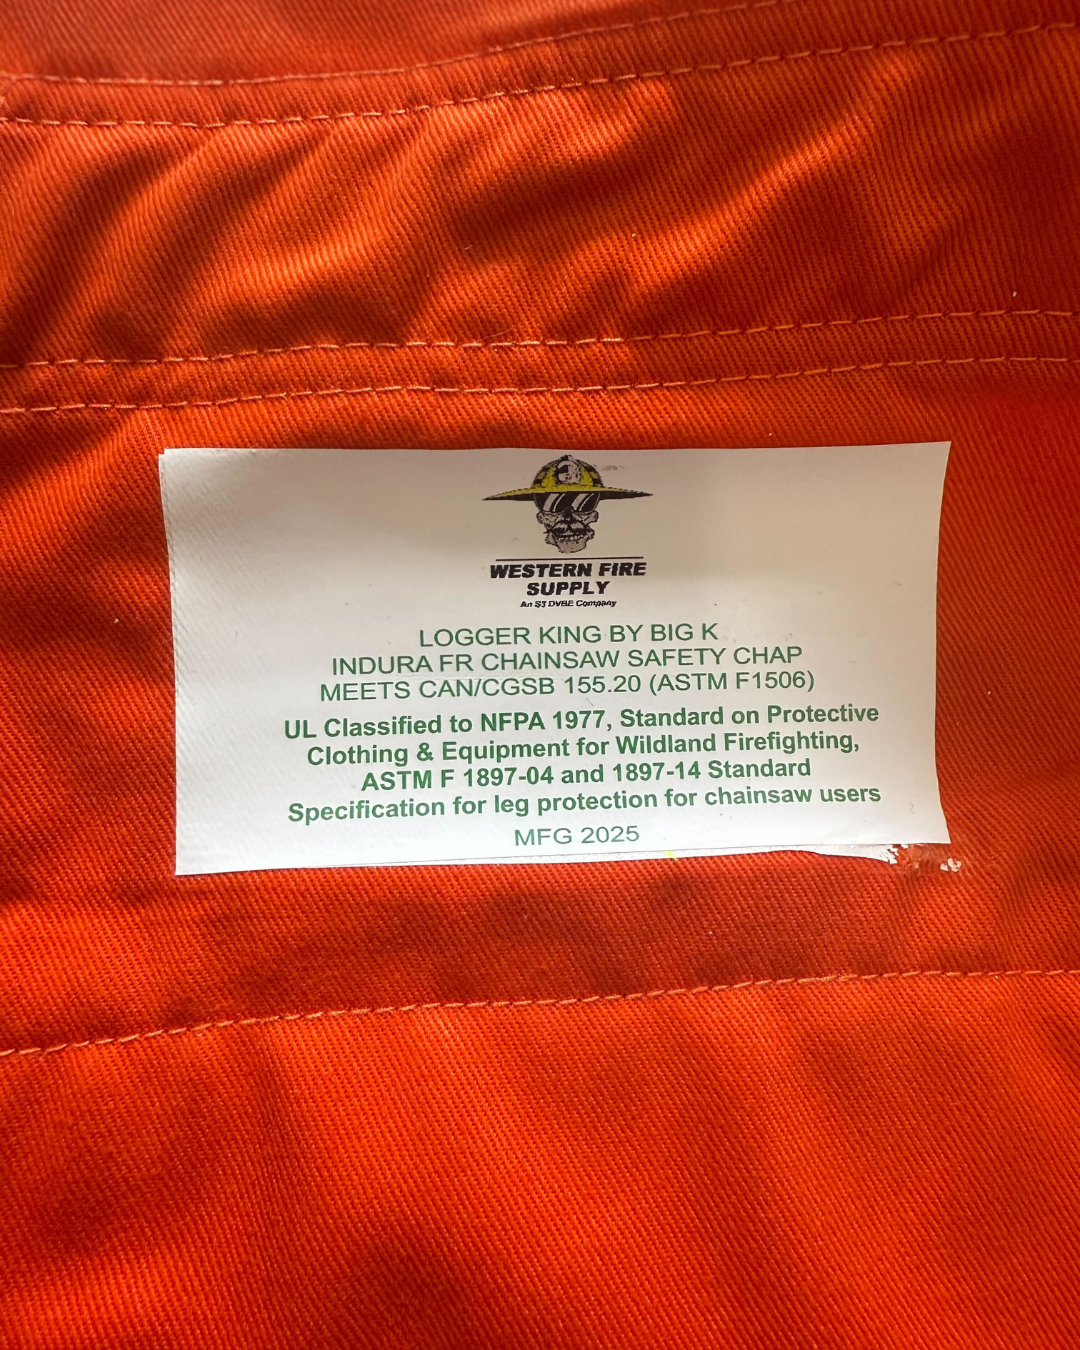 WESTERN FIRE
SUPPLY
An S3 DVBE Company
LOGGER KING BY BIG K
INDURA FR CHAINSAW SAFETY CHAP
MEETS CAN/CGSB 155.20 (ASTM F1506)
UL Classified to NFPA 1977, Standard on Protective
Clothing & Equipment for Wildland Firefighting,
ASTM F 1897-04 and 1897-14 Standard
Specification for leg protection for chainsaw users
MFG 2025